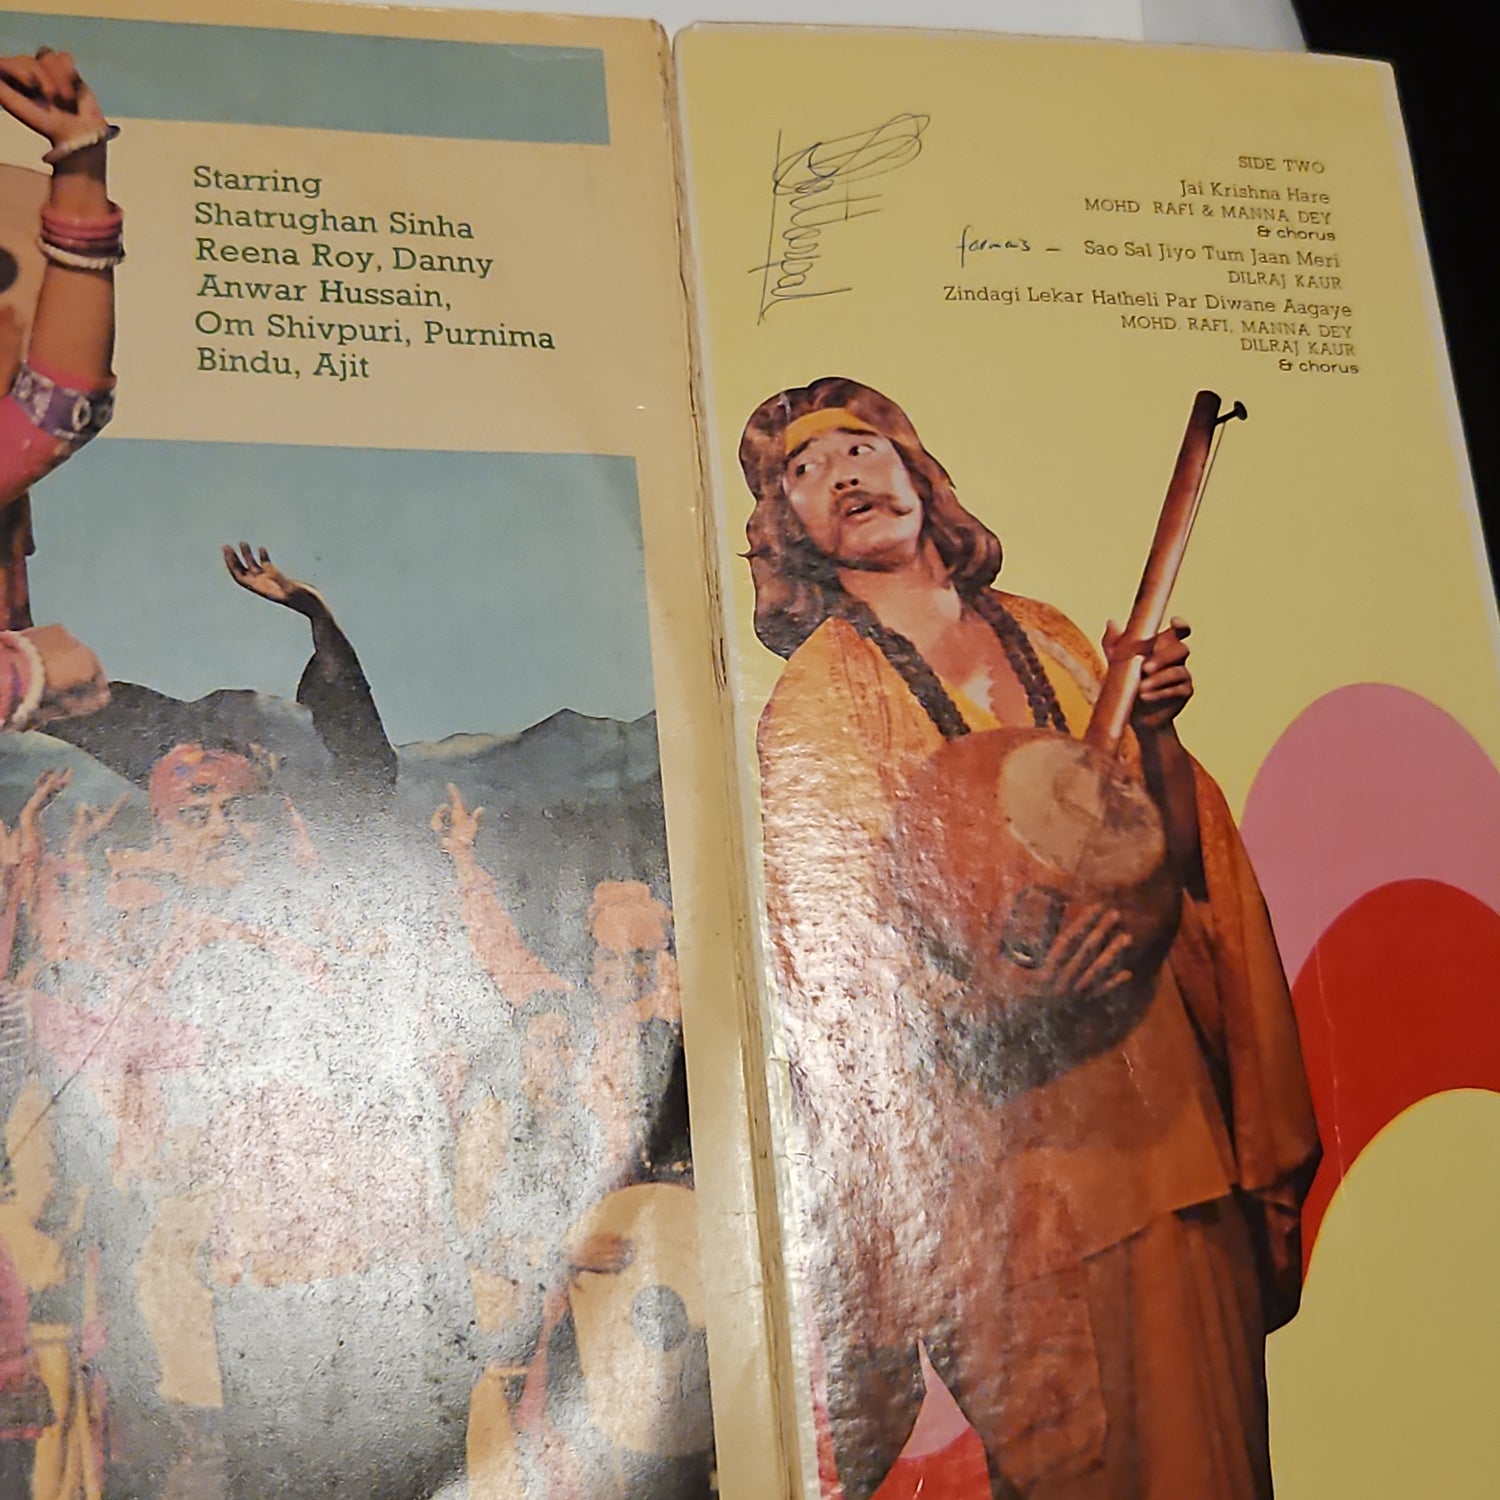 Starring
Shatrughan Sinha
Reena Roy, Danny
Anwar Hussain,
Om Shivpuri, Purnima
Bindu, Ajit
SIDE TWO
Jai Krishna Hare
MOHD RAFI & MANNA DEY
& chorus
Sao Sal Jiyo Tum Jaan Meri
DILRAJ KAUR
Zindagi Lekar Hatheli Par Diwane Aagaye
MOHD. RAFI, MANNA DEY
DILRAJ KAUR
& chorus